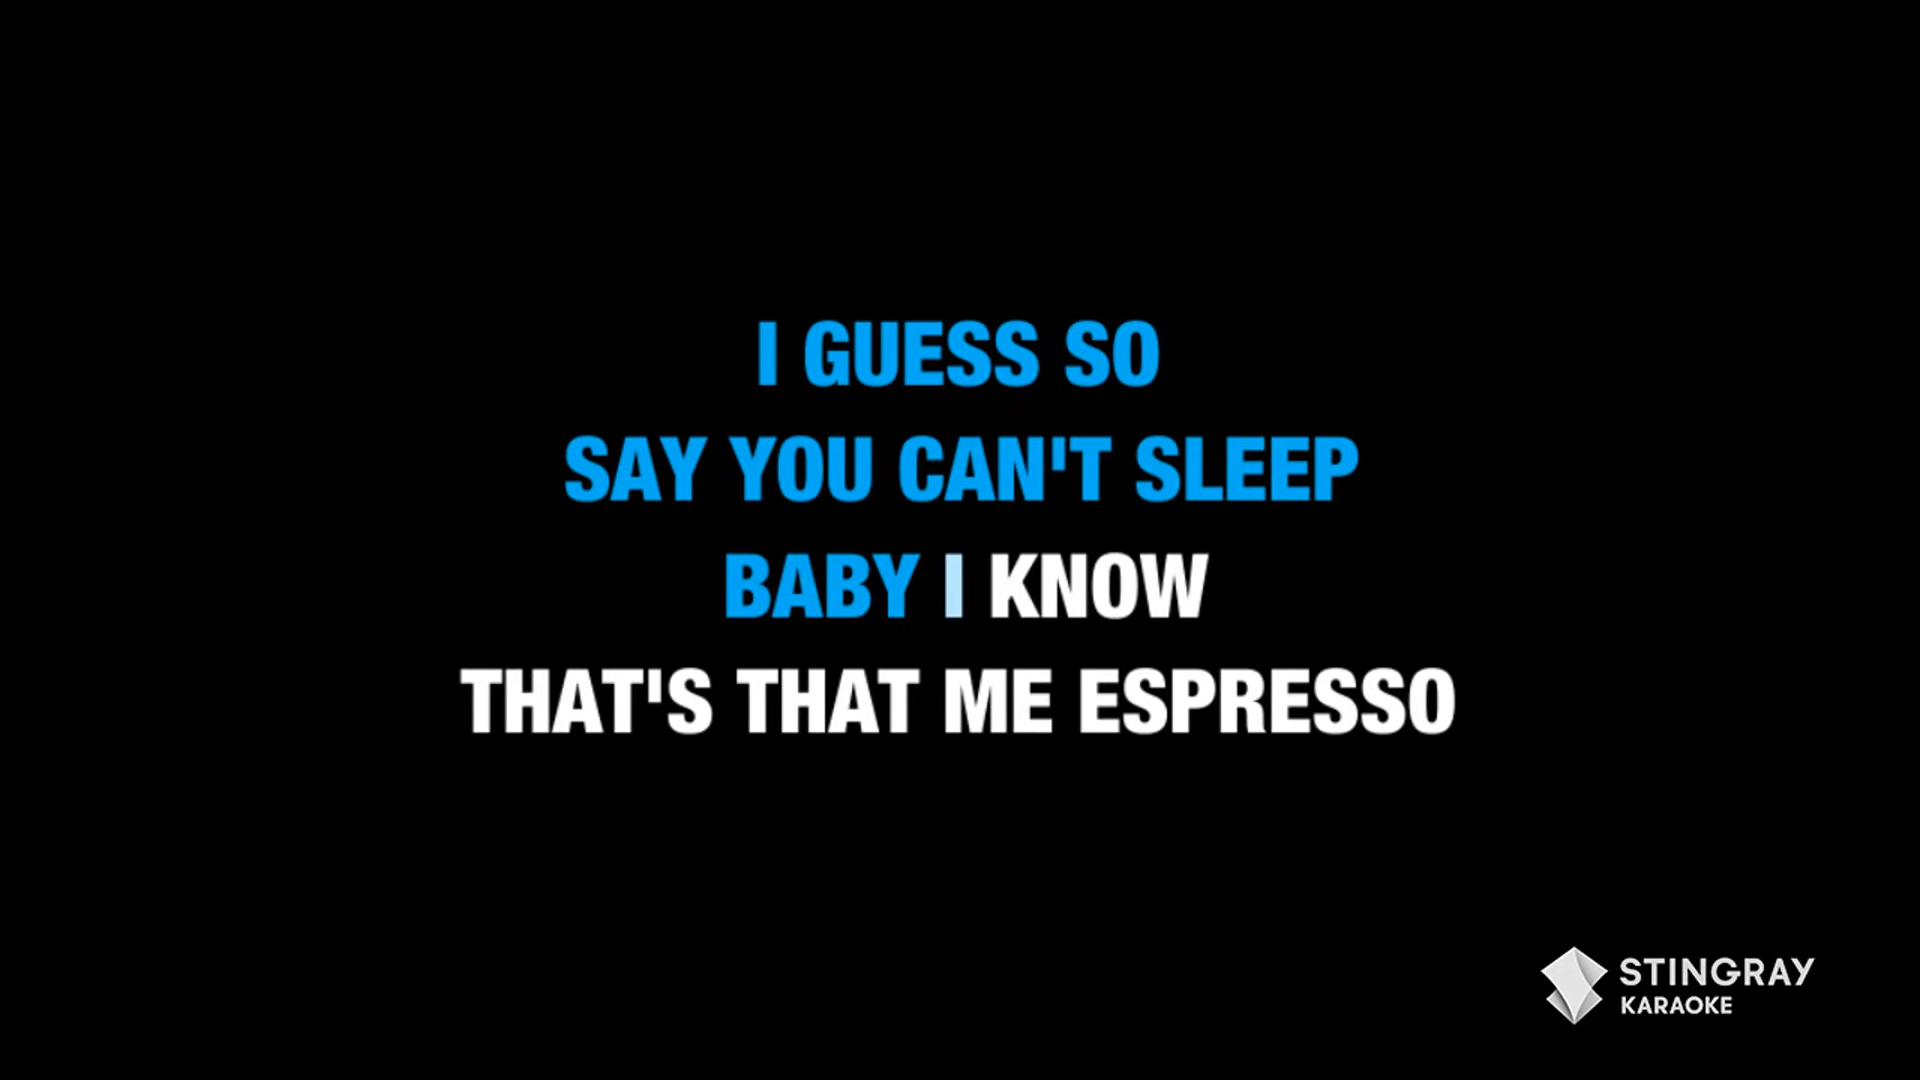 I GUESS SO
SAY YOU CAN'T SLEEP
BABY I KNOW
THAT'S THAT ME ESPRESSO
STINGRAY
KARAOKE